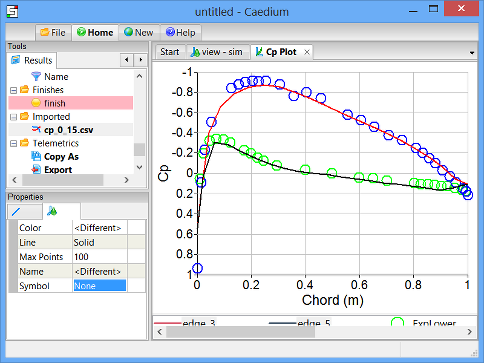 untitled - Caedium
File Home New Help
Tools
Results
Name
Finishes
finish
Imported
cp_0_15.csv
Telemetrics
Copy As
Export
Properties
Color <Different>
Line Solid
Max Points 100
Name <Different>
Symbol None
Start view - sim Cp Plot
-1
-0.8
-0.6
-0.4
-0.2
0
0.2
0.4
0.6
0.8
1
Cp
0 0.2 0.4 0.6 0.8 1
Chord (m)
edge_3 edge_5 Exp Lower